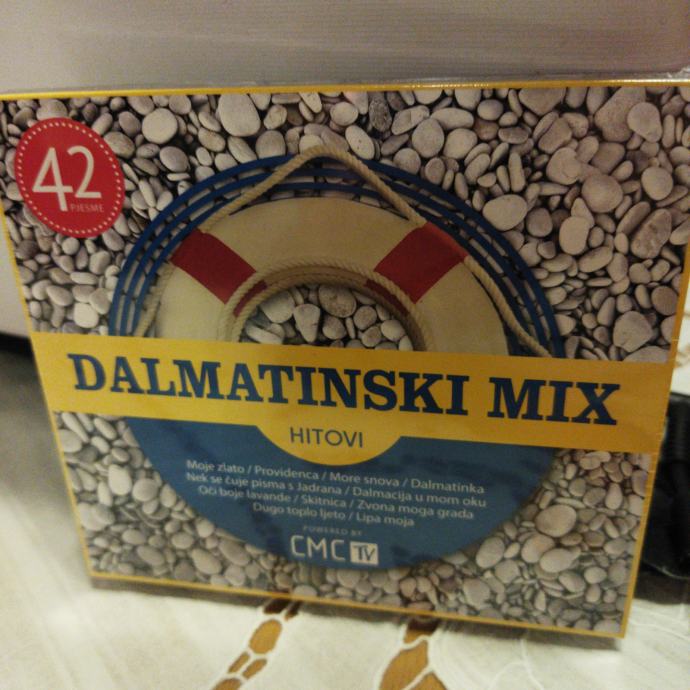 42
PJESME
DALMATINSKI MIX
HITOVI
Moje zlato / Providenca / More snova / Dalmatinka
Nek se čuje pisma s Jadrana / Dalmacija u mom oku
Oči boje lavande / Skitnica / Zvona moga grada
Dugo toplo ljeto / Lipa moja
POWERED BY
CMC TV